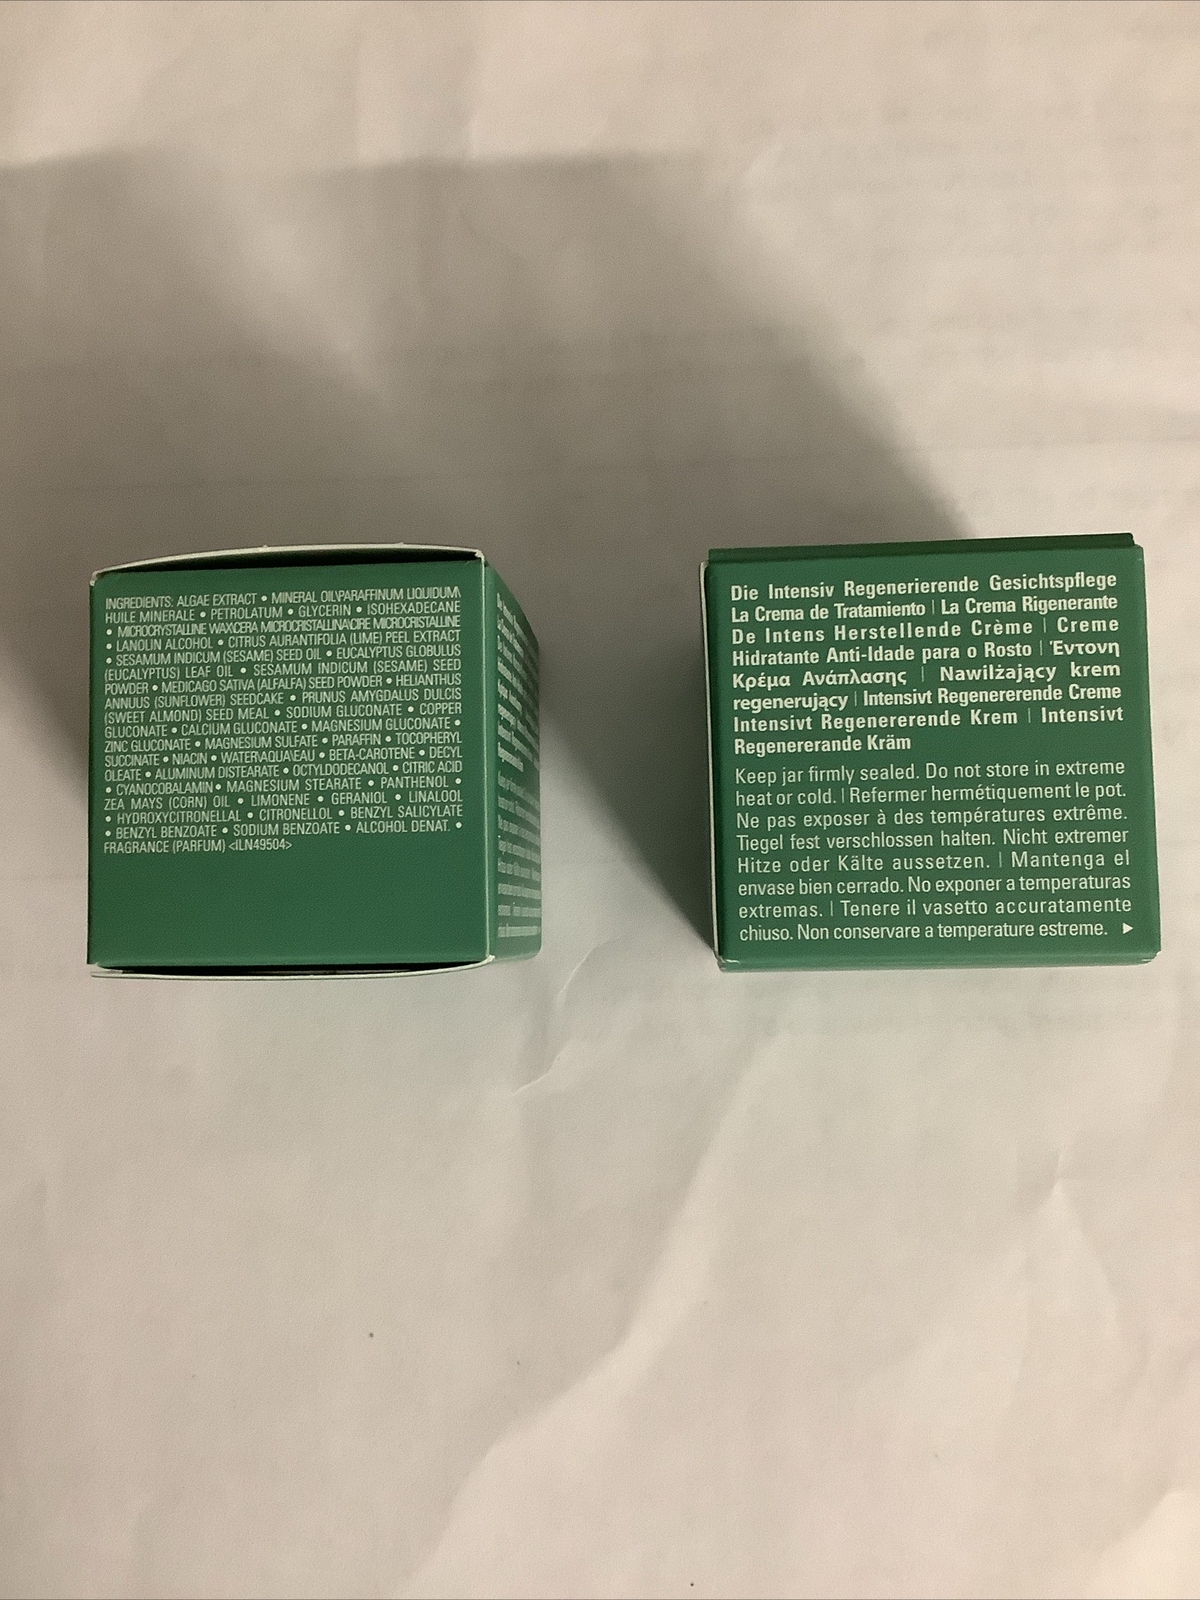 INGREDIENTS: ALGAE EXTRACT • MINERAL OIL\PARAFFINUM LIQUIDUM\
HUILE MINERALE • PETROLATUM • GLYCERIN • ISOHEXADECANE
• MICROCRYSTALLINE WAX\CERA MICROCRISTALLINA\CIRE MICROCRISTALLINE
• LANOLIN ALCOHOL • CITRUS AURANTIFOLIA (LIME) PEEL EXTRACT
• SESAMUM INDICUM (SESAME) SEED OIL • EUCALYPTUS GLOBULUS
(EUCALYPTUS) LEAF OIL • SESAMUM INDICUM (SESAME) SEED
POWDER • MEDICAGO SATIVA (ALFALFA) SEED POWDER • HELIANTHUS
ANNUUS (SUNFLOWER) SEEDCAKE • PRUNUS AMYGDALUS DULCIS
(SWEET ALMOND) SEED MEAL • SODIUM GLUCONATE • COPPER
GLUCONATE • CALCIUM GLUCONATE • MAGNESIUM GLUCONATE •
ZINC GLUCONATE • MAGNESIUM SULFATE • PARAFFIN • TOCOPHERYL
SUCCINATE • NIACIN • WATER\AQUA\EAU • BETA-CAROTENE • DECYL
OLEATE • ALUMINUM DISTEARATE • OCTYLDODECANOL • CITRIC ACID
• CYANOCOBALAMIN • MAGNESIUM STEARATE • PANTHENOL •
ZEA MAYS (CORN) OIL • LIMONENE • GERANIOL • LINALOOL
• HYDROXYCITRONELLAL • CITRONELLOL • BENZYL SALICYLATE
• BENZYL BENZOATE • SODIUM BENZOATE • ALCOHOL DENAT. •
FRAGRANCE (PARFUM) <ILN49504>
Die Intensiv Regenerierende Gesichtspflege
La Crema de Tratamiento | La Crema Rigenerante
De Intens Herstellende Crème | Creme
Hidratante Anti-Idade para o Rosto | Έντονη
Κρέμα Ανάπλασης | Nawilżający krem
regenerujący | Intensivt Regenererende Creme
Intensivt Regenererende Krem | Intensivt
Regenererande Kräm
Keep jar firmly sealed. Do not store in extreme
heat or cold. | Refermer hermétiquement le pot.
Ne pas exposer à des températures extrême.
Tiegel fest verschlossen halten. Nicht extremer
Hitze oder Kälte aussetzen. | Mantenga el
envase bien cerrado. No exponer a temperaturas
extremas. | Tenere il vasetto accuratamente
chiuso. Non conservare a temperature estreme. ►